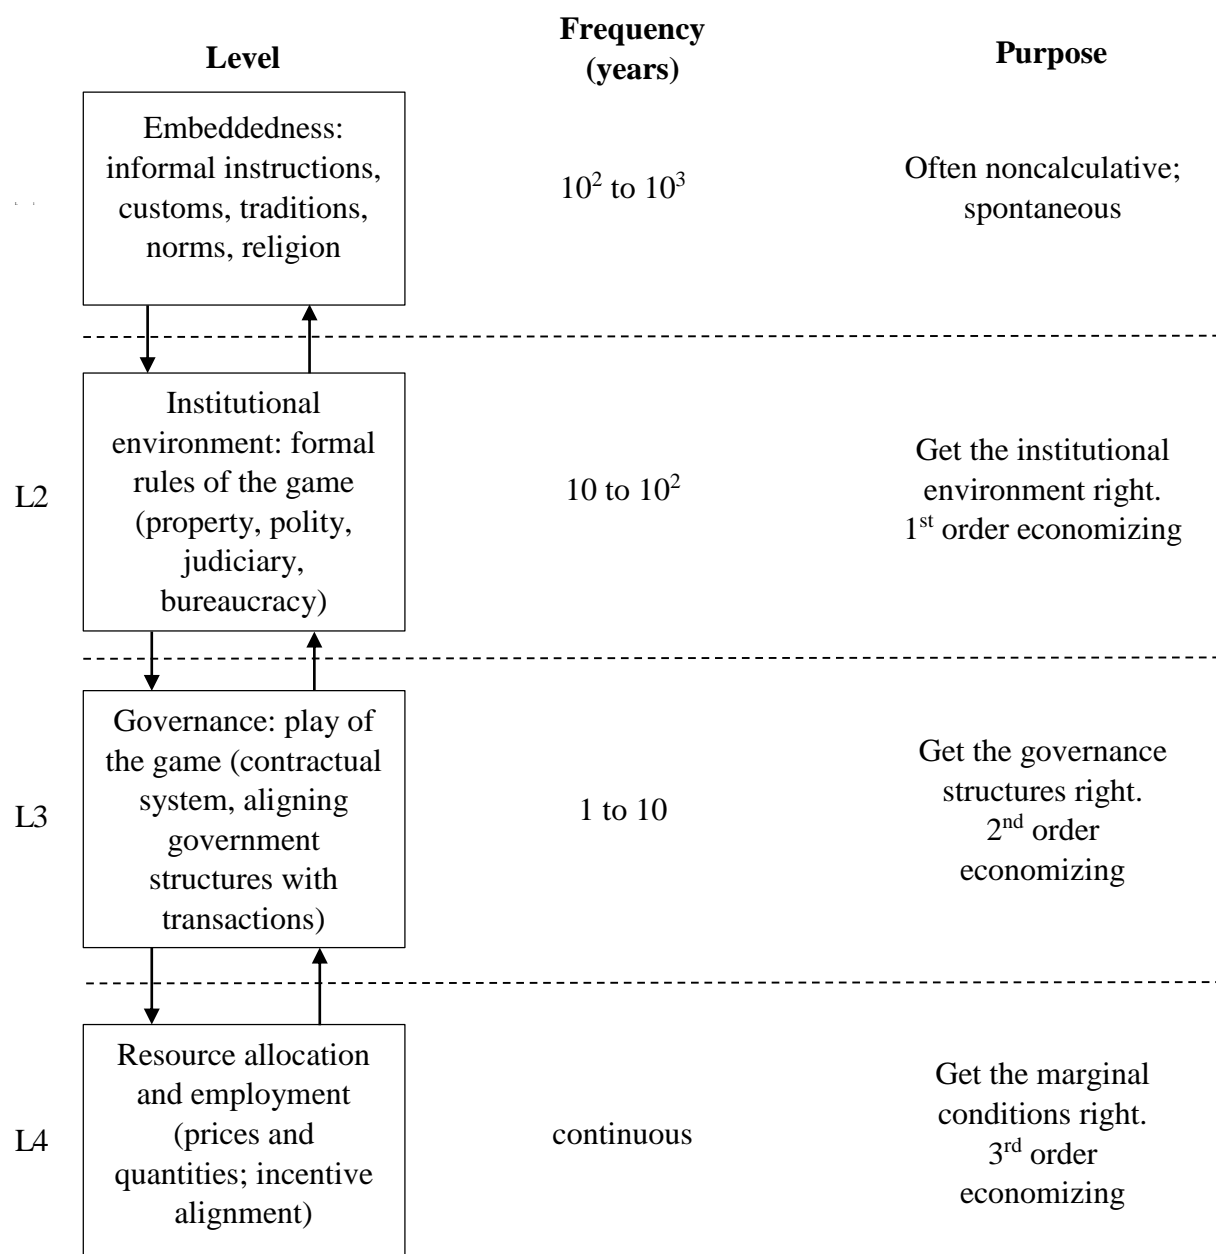 Level
Frequency
(years)
Purpose
Embeddedness:
informal instructions,
customs, traditions,
norms, religion
10² to 10³
Often noncalculative;
spontaneous
L2
Institutional
environment: formal
rules of the game
(property, polity,
judiciary,
bureaucracy)
10 to 10²
Get the institutional
environment right.
1st order economizing
L3
Governance: play of
the game (contractual
system, aligning
government
structures with
transactions)
1 to 10
Get the governance
structures right.
2nd order
economizing
L4
Resource allocation
and employment
(prices and
quantities; incentive
alignment)
continuous
Get the marginal
conditions right.
3rd order
economizing